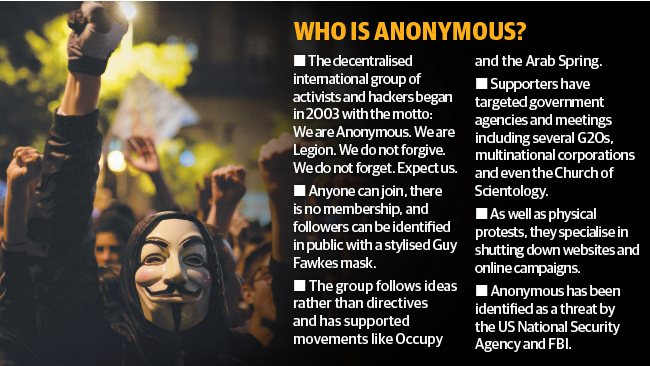 WHO IS ANONYMOUS?
■ The decentralised
international group of
activists and hackers began
in 2003 with the motto:
We are Anonymous. We are
Legion. We do not forgive.
We do not forget. Expect us.
■ Anyone can join, there
is no membership, and
followers can be identified
in public with a stylised Guy
Fawkes mask.
■ The group follows ideas
rather than directives
and has supported
movements like Occupy
and the Arab Spring.
■ Supporters have
targeted government
agencies and meetings
including several G20s,
multinational corporations
and even the Church of
Scientology.
■ As well as physical
protests, they specialise in
shutting down websites and
online campaigns.
■ Anonymous has been
identified as a threat by
the US National Security
Agency and FBI.